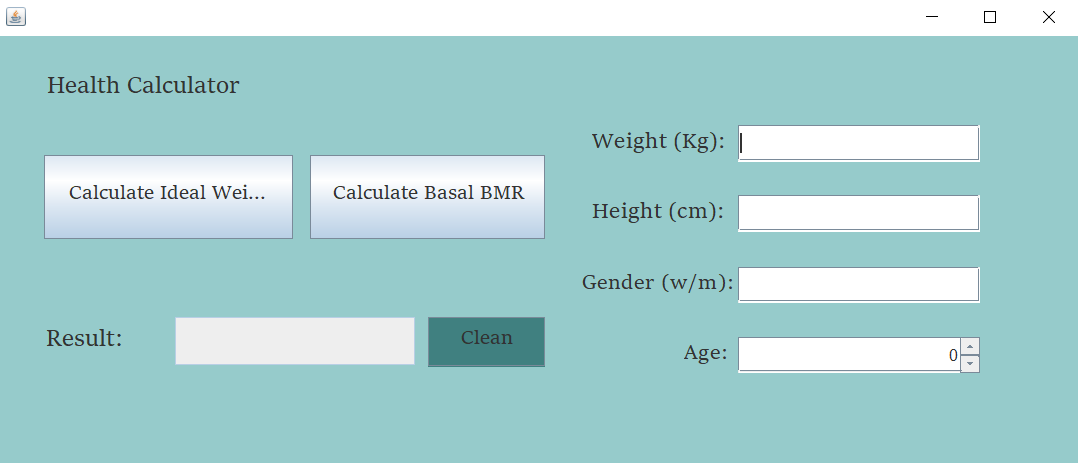 Health Calculator
Calculate Ideal Wei...
Calculate Basal BMR
Result:
Clean
Weight (Kg):
Height (cm):
Gender (w/m):
Age:
0